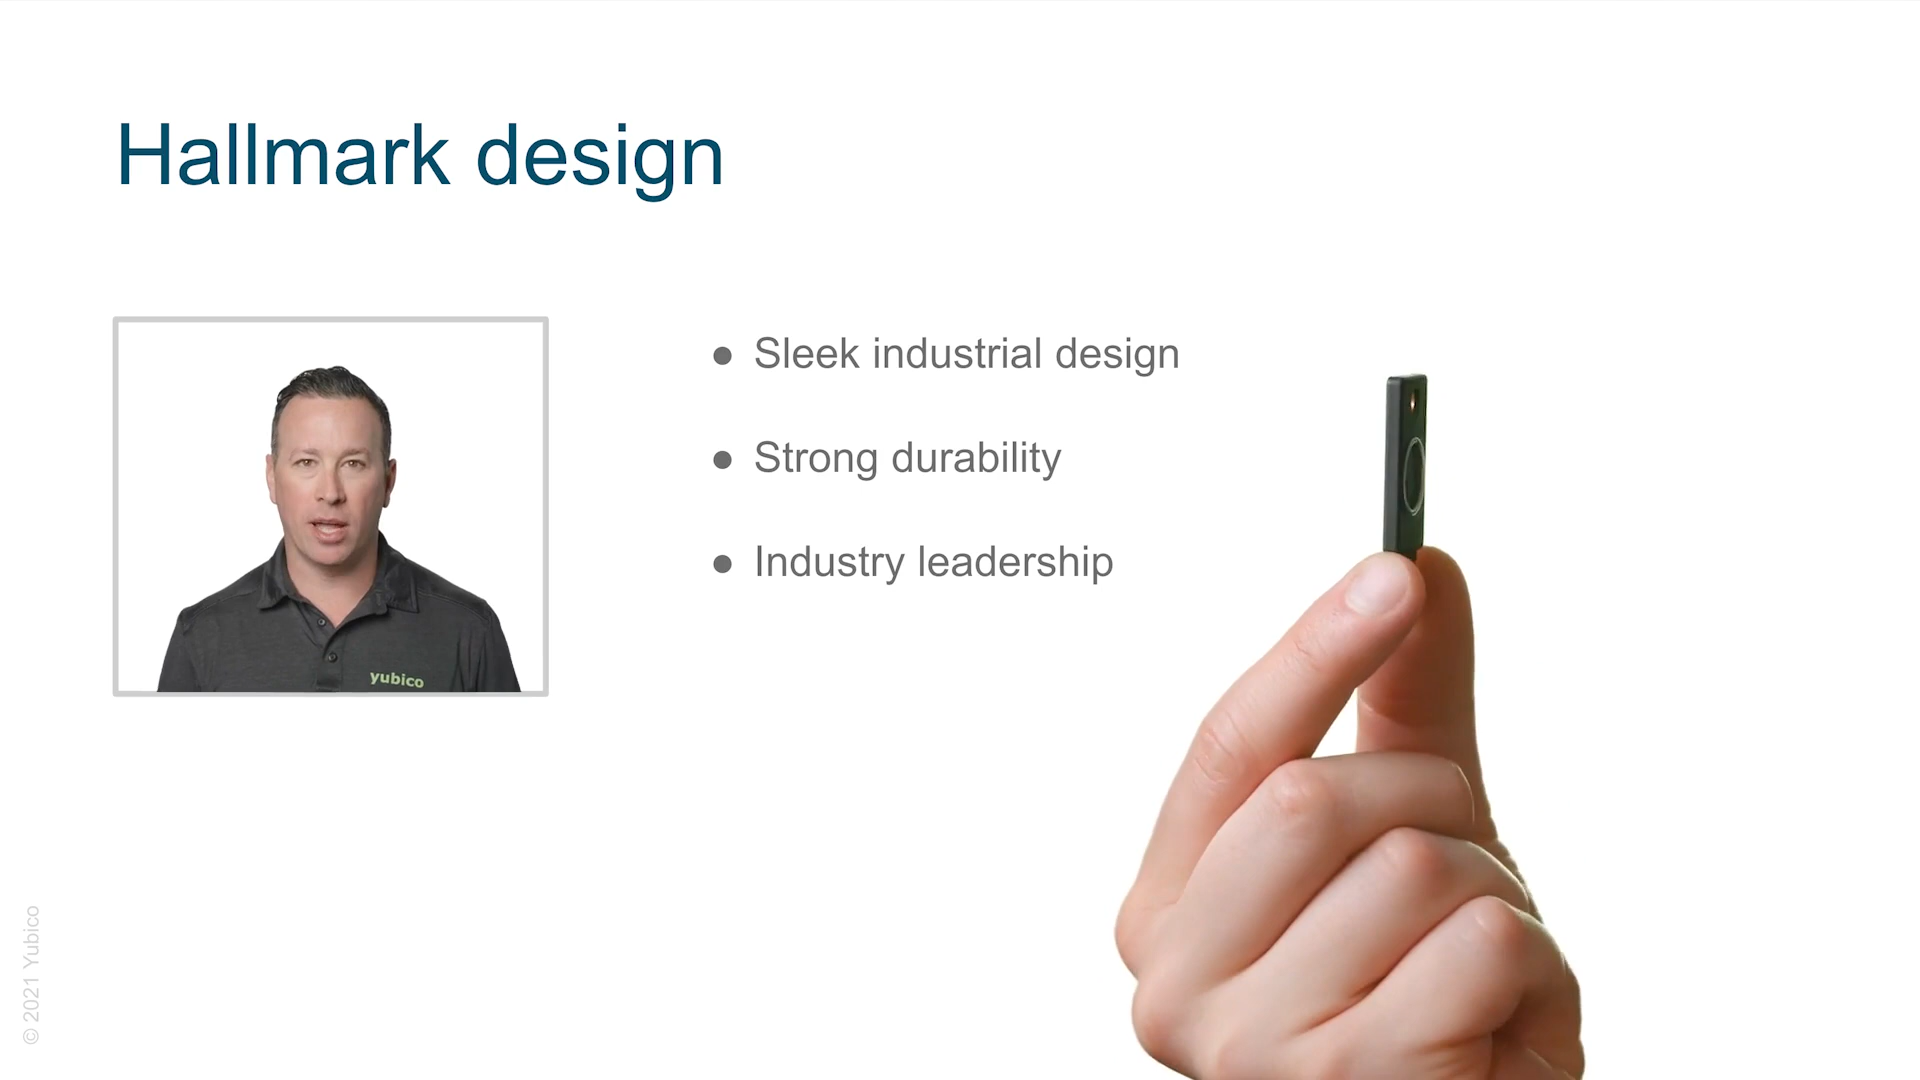 Hallmark design
● Sleek industrial design
● Strong durability
● Industry leadership
yubico
© 2021 Yubico